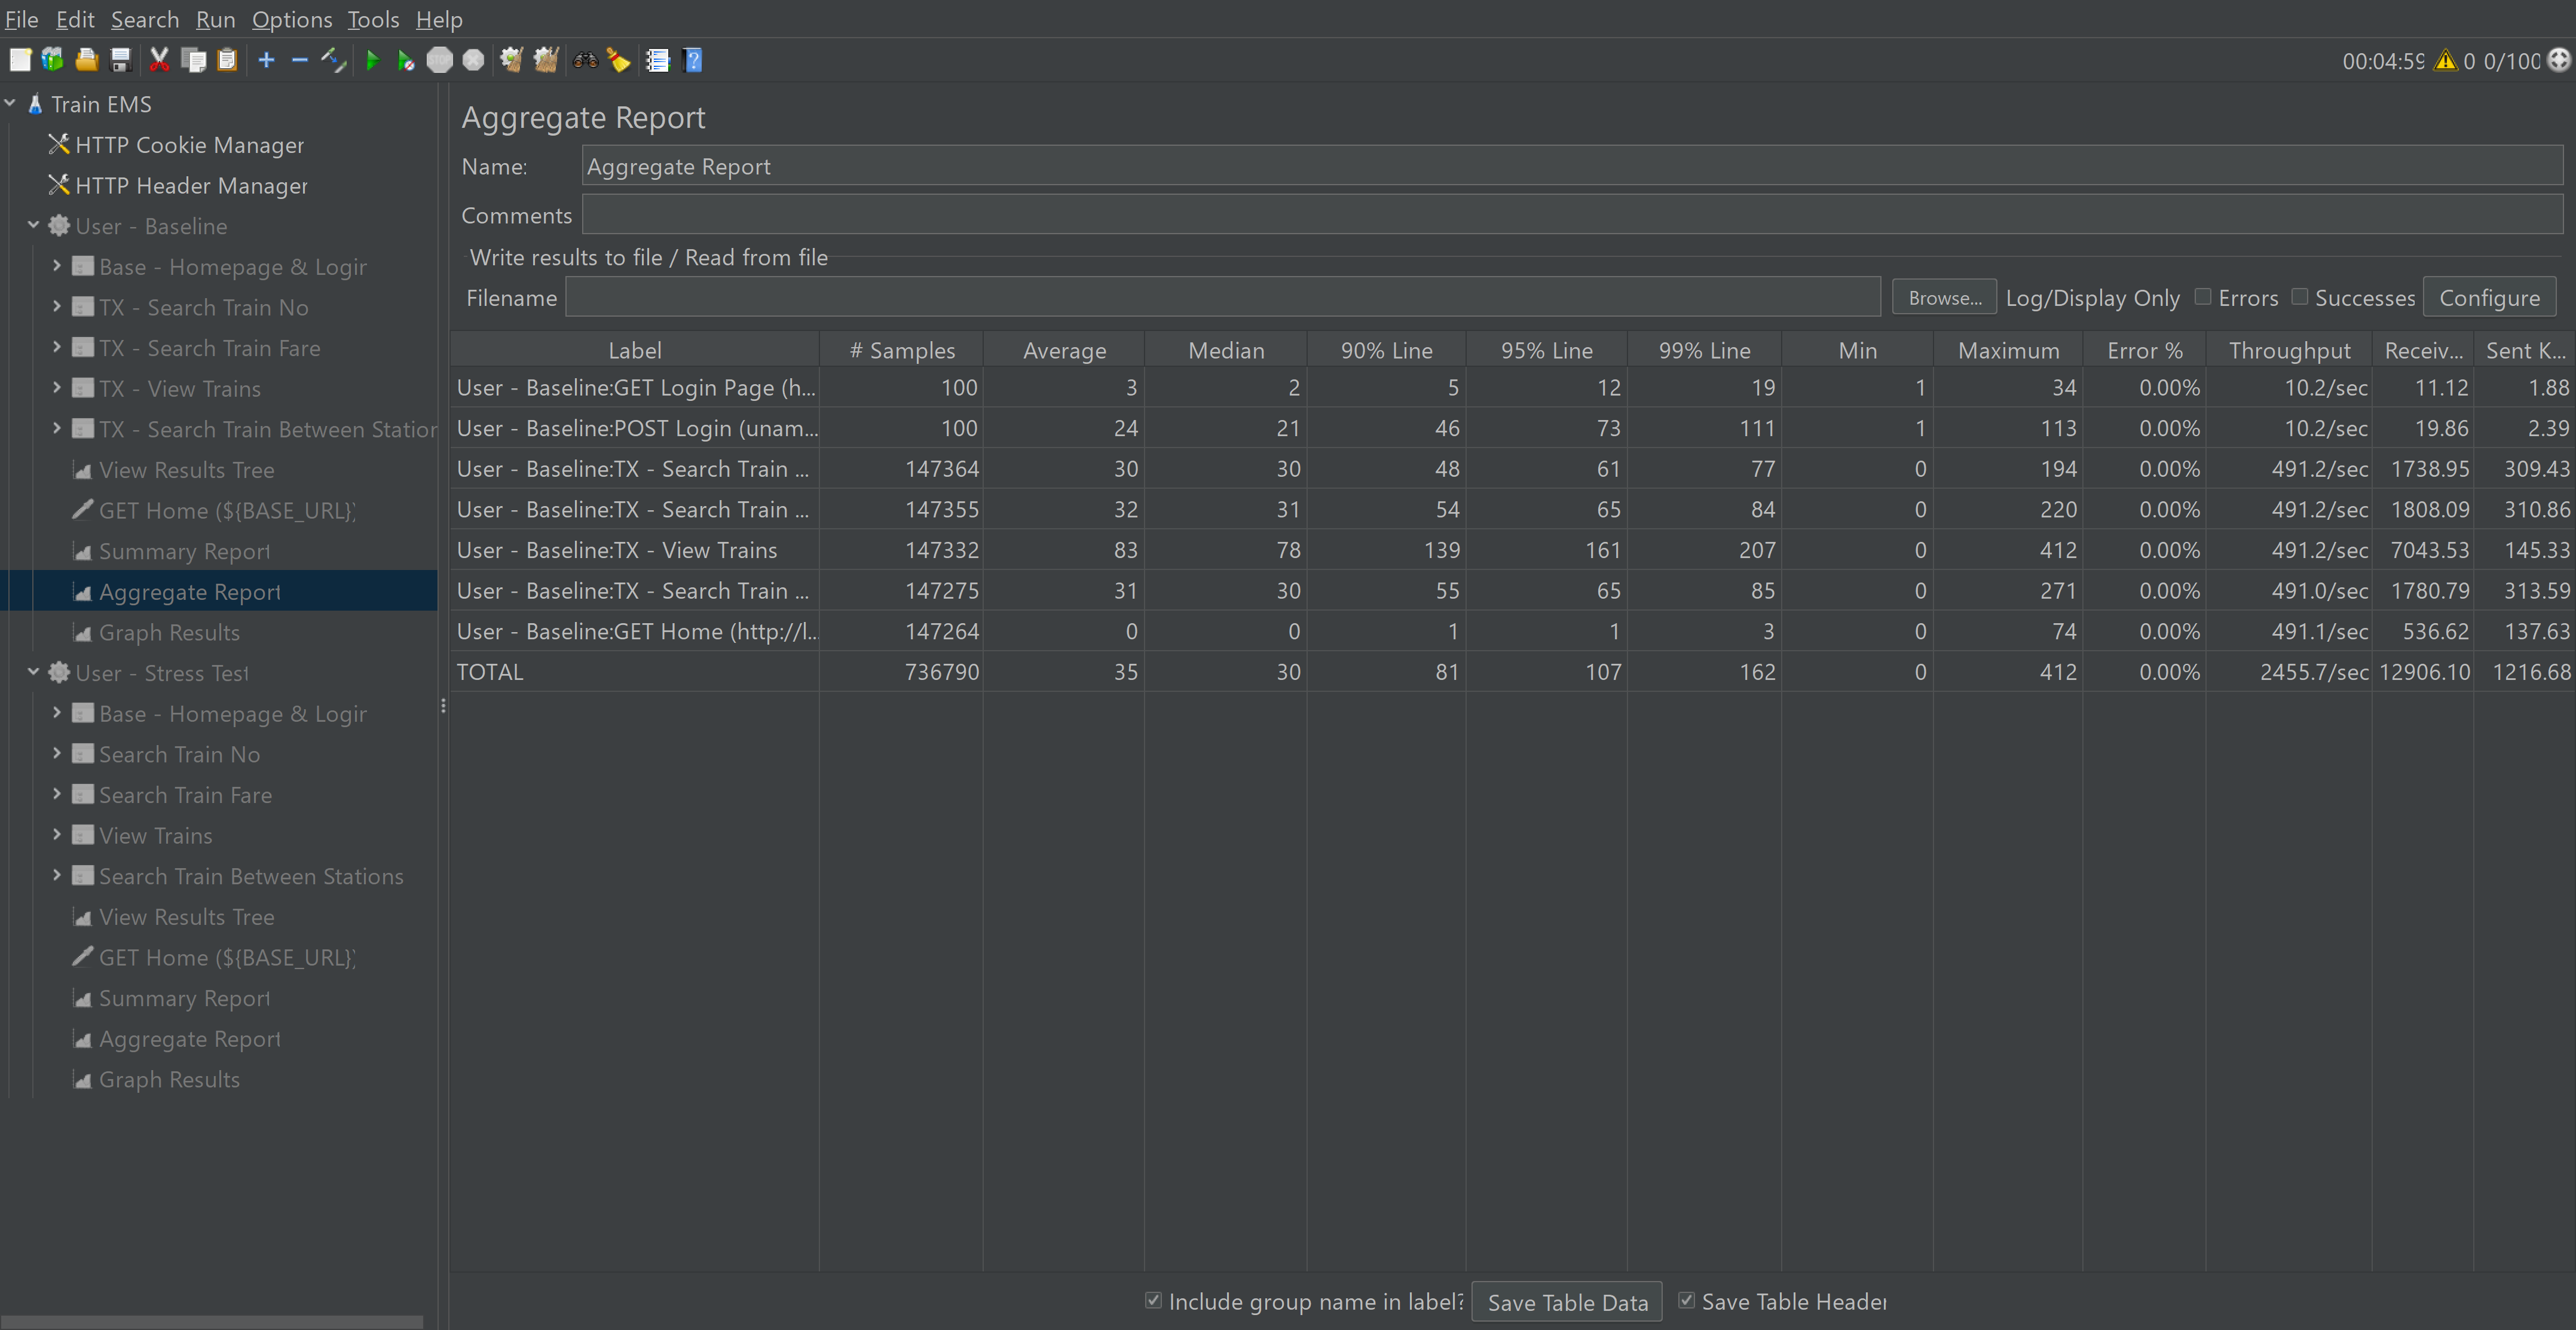 File Edit Search Run Options Tools Help
00:04:59 0 0/100
Train EMS
HTTP Cookie Manager
HTTP Header Manager
User - Baseline
Base - Homepage & Logir
TX - Search Train No
TX - Search Train Fare
TX - View Trains
TX - Search Train Between Station
View Results Tree
GET Home (${BASE_URL})
Summary Report
Aggregate Report
Graph Results
User - Stress Test
Base - Homepage & Logir
Search Train No
Search Train Fare
View Trains
Search Train Between Stations
View Results Tree
GET Home (${BASE_URL})
Summary Report
Aggregate Report
Graph Results
Aggregate Report
Name: Aggregate Report
Comments
Write results to file / Read from file
Filename Browse... Log/Display Only Errors Successes Configure
Label # Samples Average Median 90% Line 95% Line 99% Line Min Maximum Error % Throughput Receiv... Sent K...
User - Baseline:GET Login Page (h... 100 3 2 5 12 19 1 34 0.00% 10.2/sec 11.12 1.88
User - Baseline:POST Login (unam... 100 24 21 46 73 111 1 113 0.00% 10.2/sec 19.86 2.39
User - Baseline:TX - Search Train ... 147364 30 30 48 61 77 0 194 0.00% 491.2/sec 1738.95 309.43
User - Baseline:TX - Search Train ... 147355 32 31 54 65 84 0 220 0.00% 491.2/sec 1808.09 310.86
User - Baseline:TX - View Trains 147332 83 78 139 161 207 0 412 0.00% 491.2/sec 7043.53 145.33
User - Baseline:TX - Search Train ... 147275 31 30 55 65 85 0 271 0.00% 491.0/sec 1780.79 313.59
User - Baseline:GET Home (http://l... 147264 0 0 1 1 3 0 74 0.00% 491.1/sec 536.62 137.63
TOTAL 736790 35 30 81 107 162 0 412 0.00% 2455.7/sec 12906.10 1216.68
Include group name in label? Save Table Data Save Table Header